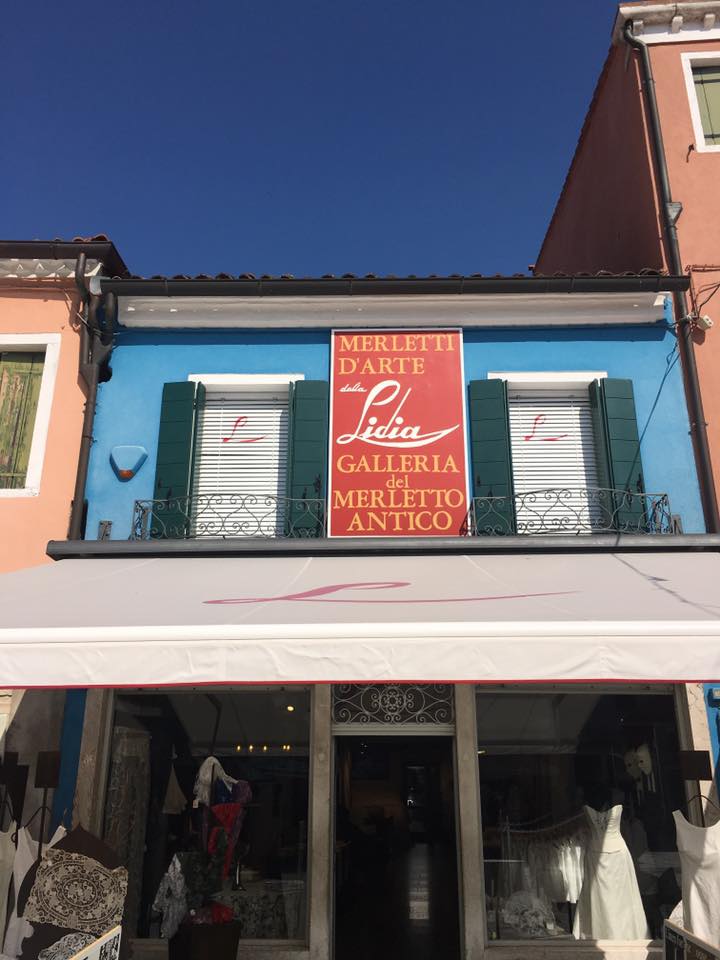 MERLETTI
D'ARTE
della
Lidia
GALLERIA
del
MERLETTO
ANTICO
L
L
L